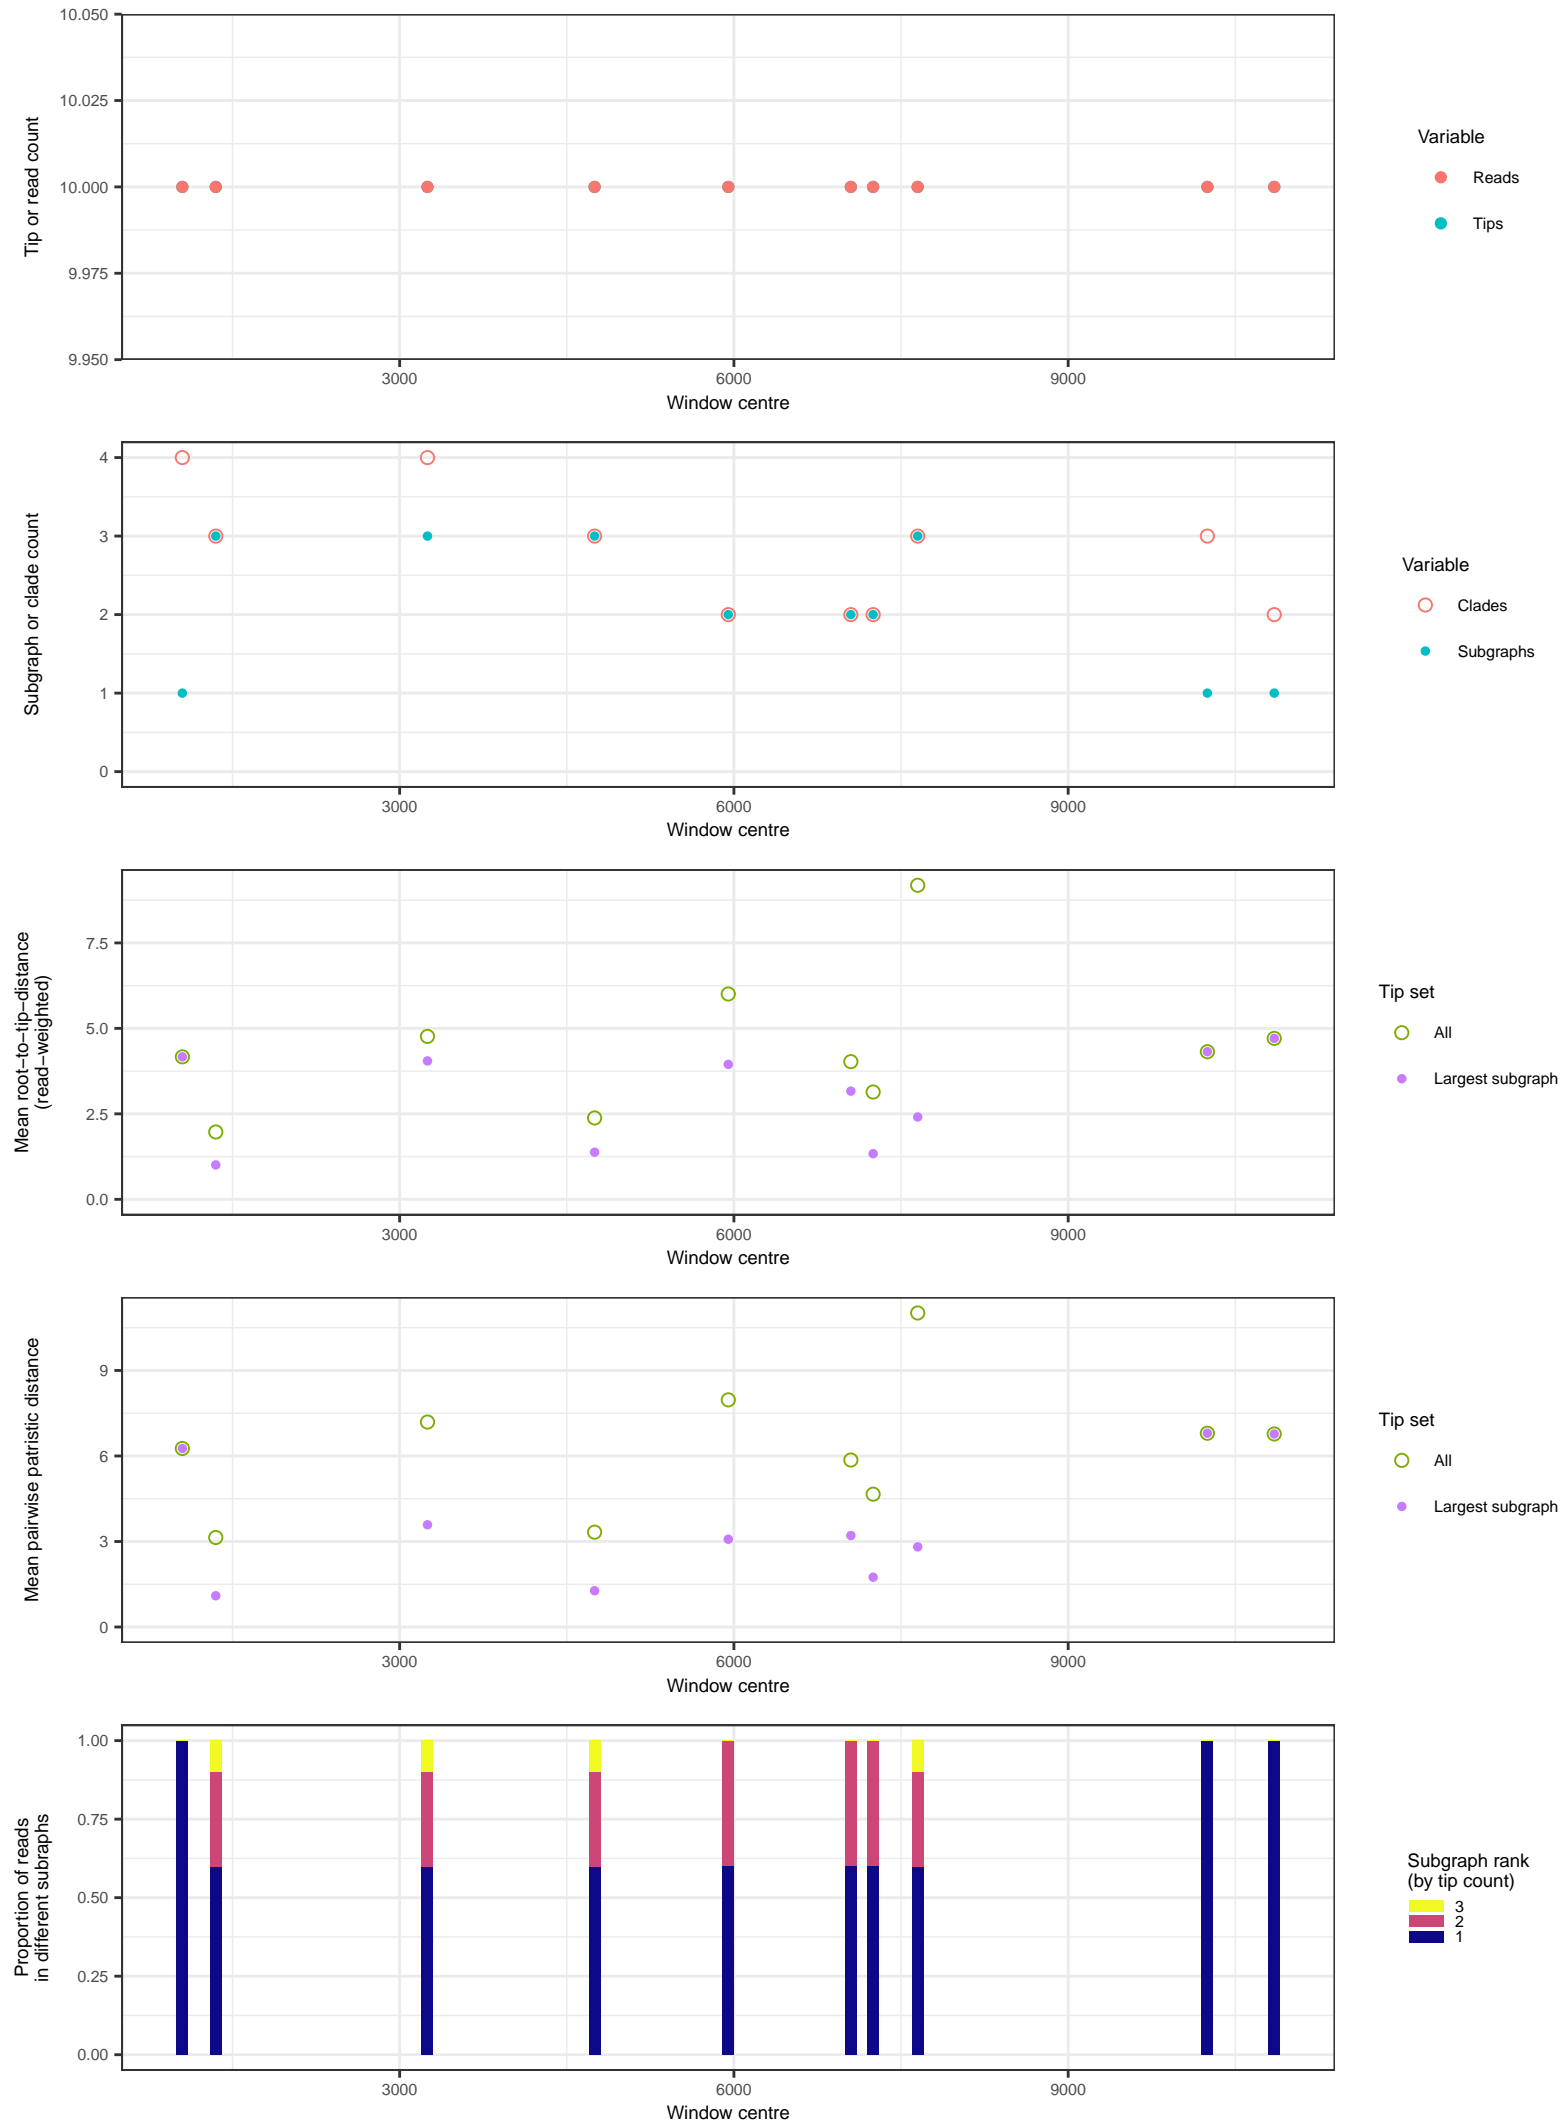 10.050
10.025
10.000
9.975
9.950
Tip or read count
3000
6000
9000
Window centre
Variable
Reads
Tips
4
3
2
1
0
Subgraph or clade count
3000
6000
9000
Window centre
Variable
Clades
Subgraphs
7.5
5.0
2.5
0.0
Mean root−to−tip−distance
(read−weighted)
3000
6000
9000
Window centre
Tip set
All
Largest subgraph
9
6
3
0
Mean pairwise patristic distance
3000
6000
9000
Window centre
Tip set
All
Largest subgraph
1.00
0.75
0.50
0.25
0.00
Proportion of reads
in different subraphs
3000
6000
9000
Window centre
Subgraph rank
(by tip count)
3
2
1